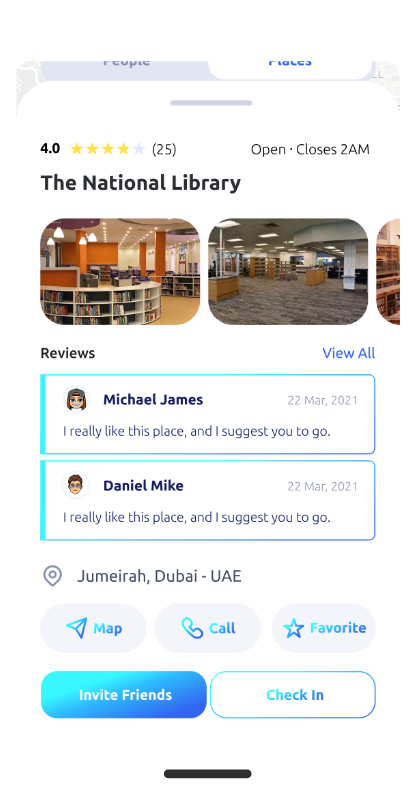 People
Places
4.0 (25)
Open · Closes 2AM
The National Library
Reviews
View All
Michael James
22 Mar, 2021
I really like this place, and I suggest you to go.
Daniel Mike
22 Mar, 2021
I really like this place, and I suggest you to go.
Jumeirah, Dubai - UAE
Map
Call
Favorite
Invite Friends
Check In